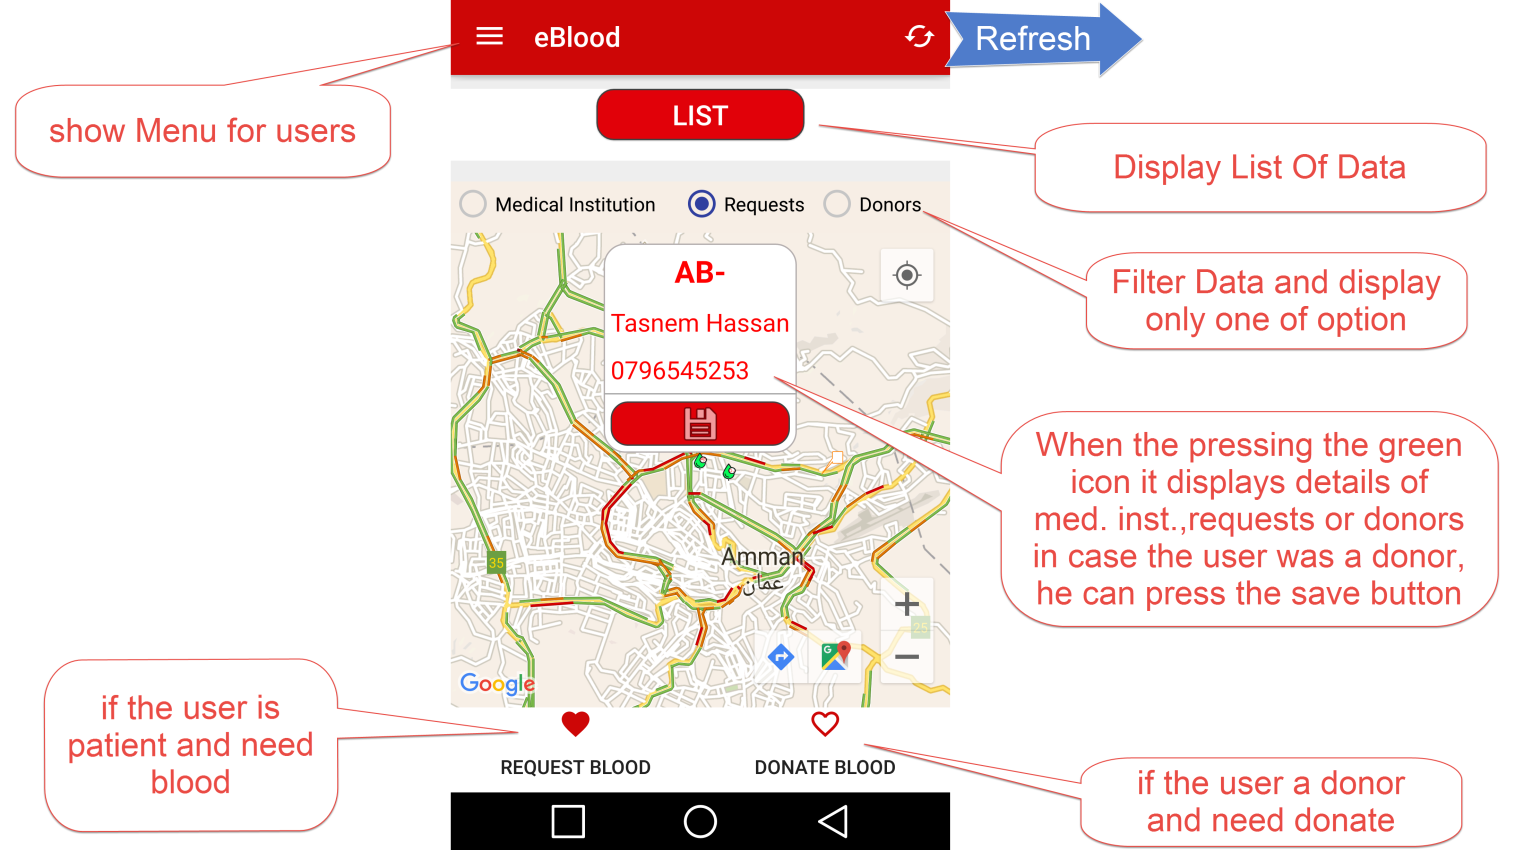 eBlood
Refresh
show Menu for users
LIST
Display List Of Data
Medical Institution
Requests
Donors
Filter Data and display
only one of option
AB-
Tasnem Hassan
0796545253
When the pressing the green
icon it displays details of
med. inst.,requests or donors
in case the user was a donor,
he can press the save button
Amman
عمان
35
25
Google
if the user is
patient and need
blood
REQUEST BLOOD
DONATE BLOOD
if the user a donor
and need donate